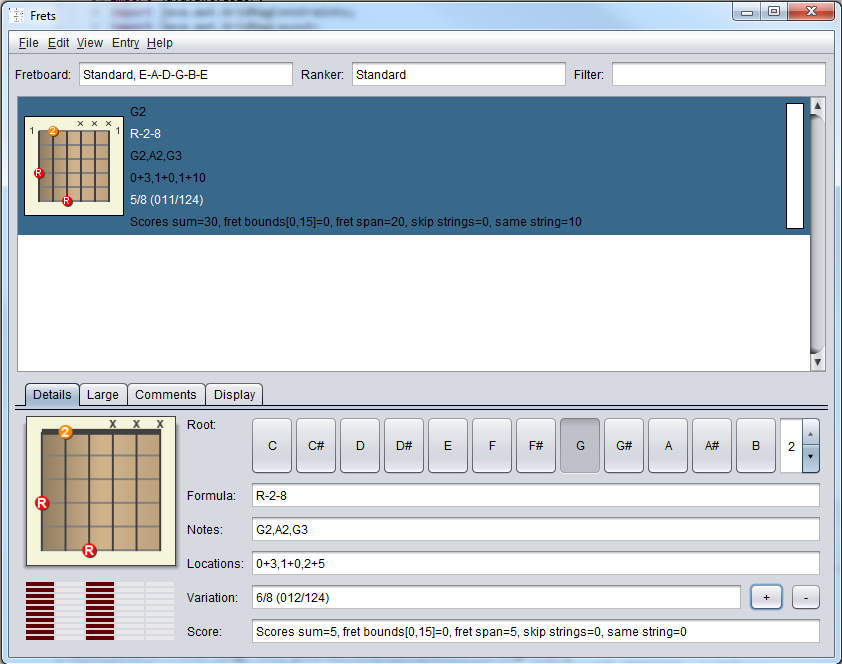 Frets
File Edit View Entry Help
Fretboard: Standard, E-A-D-G-B-E Ranker: Standard Filter:
G2
R-2-8
G2,A2,G3
0+3,1+0,1+10
5/8 (011/124)
Scores sum=30, fret bounds[0,15]=0, fret span=20, skip strings=0, same string=10
x x x
1 2 1
R
R
Details Large Comments Display
x x x
2
R
R
Root: C C# D D# E F F# G G# A A# B 2
Formula: R-2-8
Notes: G2,A2,G3
Locations: 0+3,1+0,2+5
Variation: 6/8 (012/124) + -
Score: Scores sum=5, fret bounds[0,15]=0, fret span=5, skip strings=0, same string=0